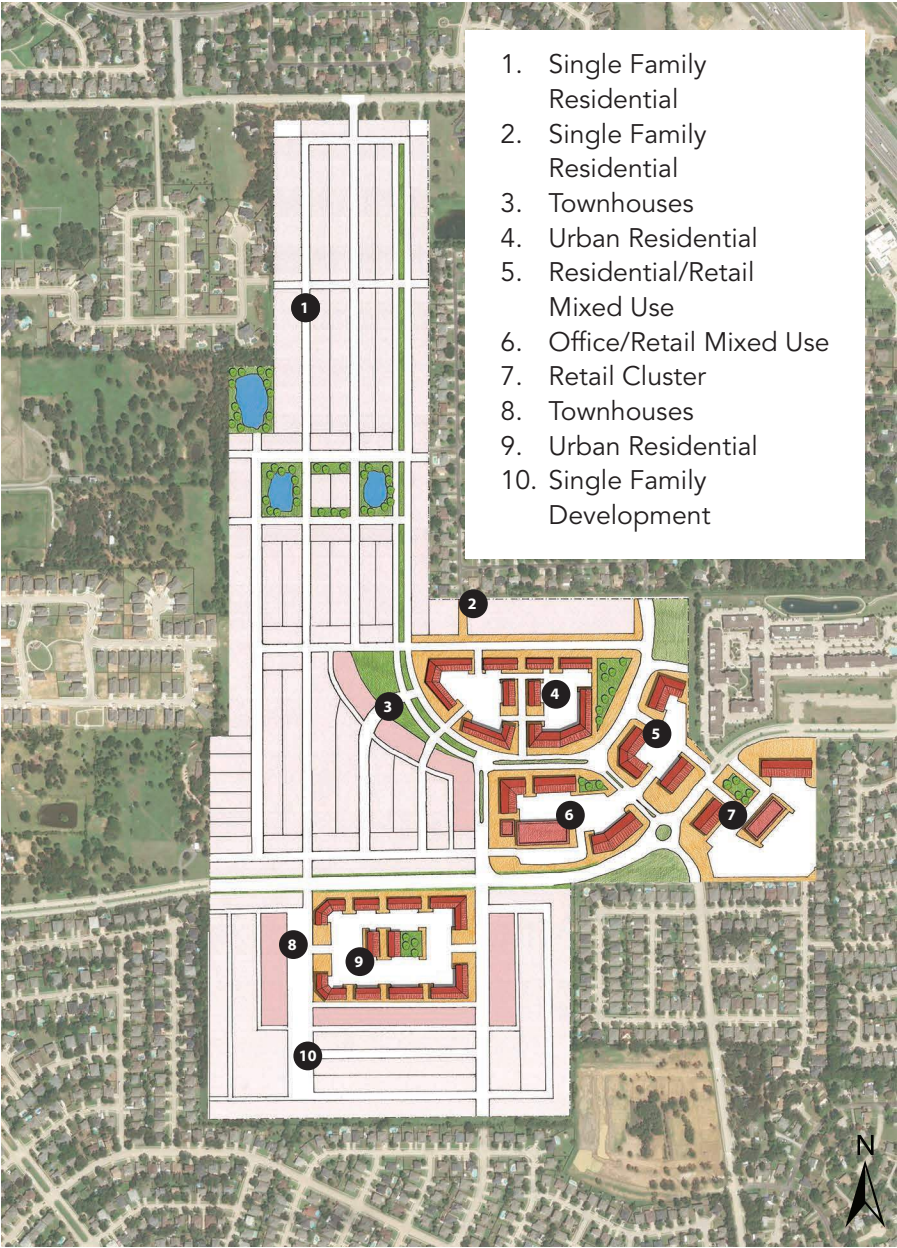 1. Single Family
Residential
2. Single Family
Residential
3. Townhouses
4. Urban Residential
5. Residential/Retail
Mixed Use
6. Office/Retail Mixed Use
7. Retail Cluster
8. Townhouses
9. Urban Residential
10. Single Family
Development
1
2
3
4
5
6
7
8
9
10
N